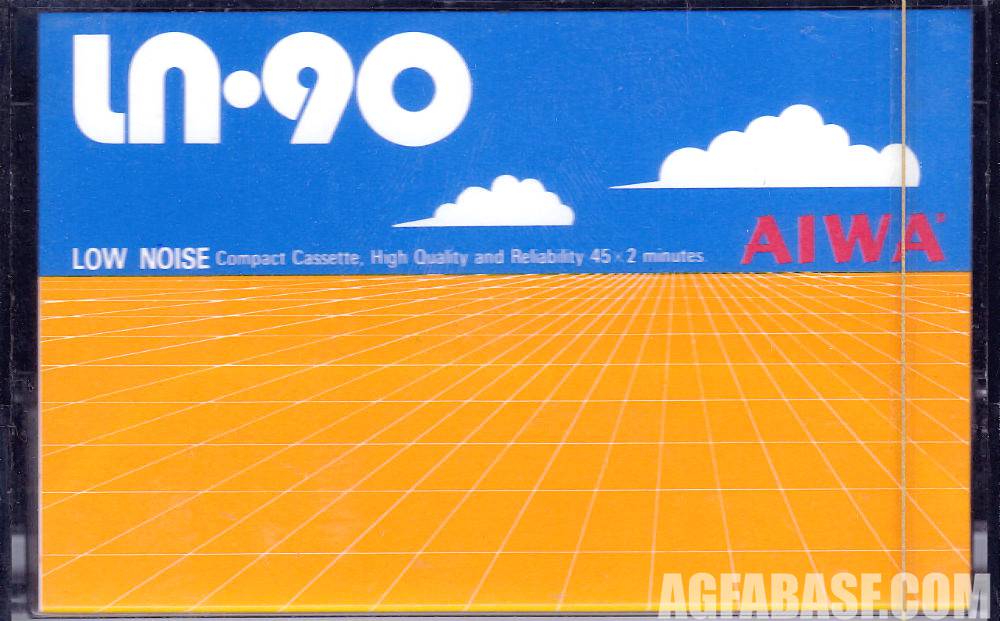 LN·90
AIWA
LOW NOISE Compact Cassette, High Quality and Reliability 45×2 minutes
AGFABASE.COM